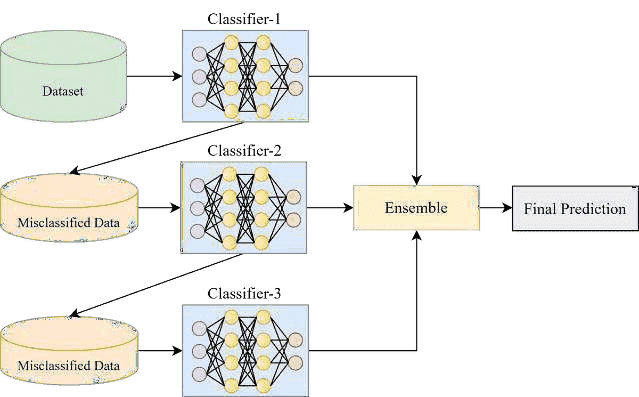 Classifier-1
Dataset
Classifier-2
Misclassified Data
Ensemble
Final Prediction
Classifier-3
Misclassified Data